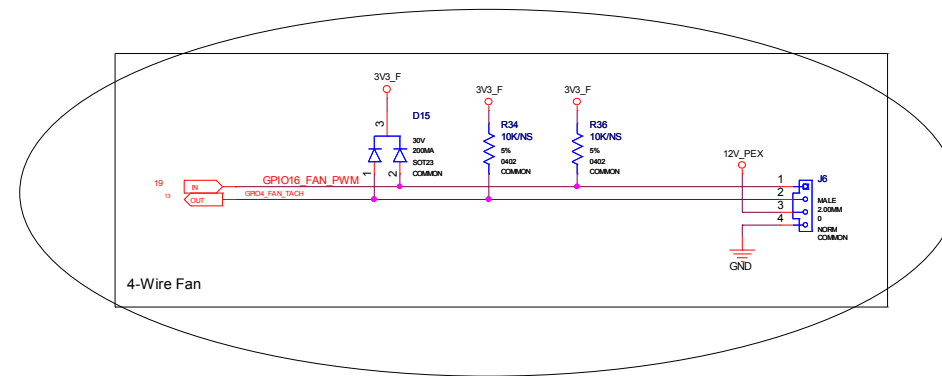 3V3_F
3V3_F
3V3_F
D15
3
30V
200MA
SOT23
COMMON
1
2
R34
10K/NS
5%
0402
COMMON
R36
10K/NS
5%
0402
COMMON
12V_PEX
19
IN
GPIO16_FAN_PWM
13
OUT
GPIO4_FAN_TACH
1
2
3
4
J6
MALE
2.00MM
0
NORM
COMMON
GND
4-Wire Fan